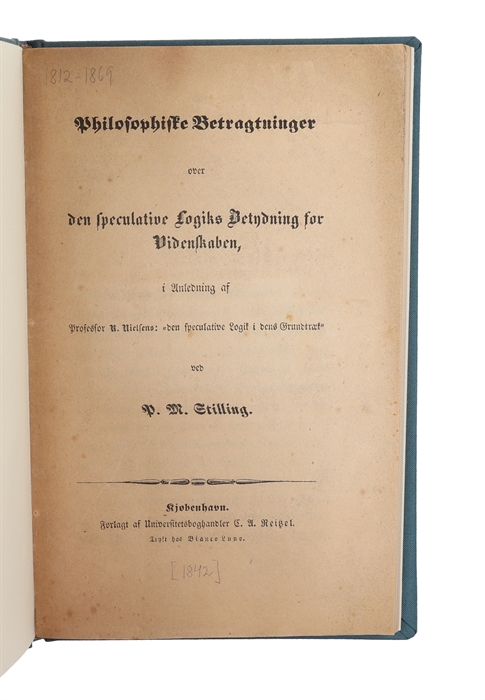 1812-1869
Philosophiske Betragtninger
over
den speculative Logiks Betydning for
Videnskaben,
i Anledning af
Professor R. Nielsens: »den speculative Logik i dens Grundtræk«
ved
P. M. Stilling.
Kjøbenhavn.
Forlagt af Universitetsboghandler C. A. Reitzel.
Trykt hos Bianco Luno.
[1842]